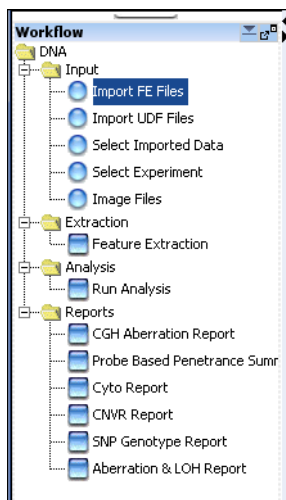 Workflow
DNA
Input
Import FE Files
Import UDF Files
Select Imported Data
Select Experiment
Image Files
Extraction
Feature Extraction
Analysis
Run Analysis
Reports
CGH Aberration Report
Probe Based Penetrance Summ
Cyto Report
CNVR Report
SNP Genotype Report
Aberration & LOH Report